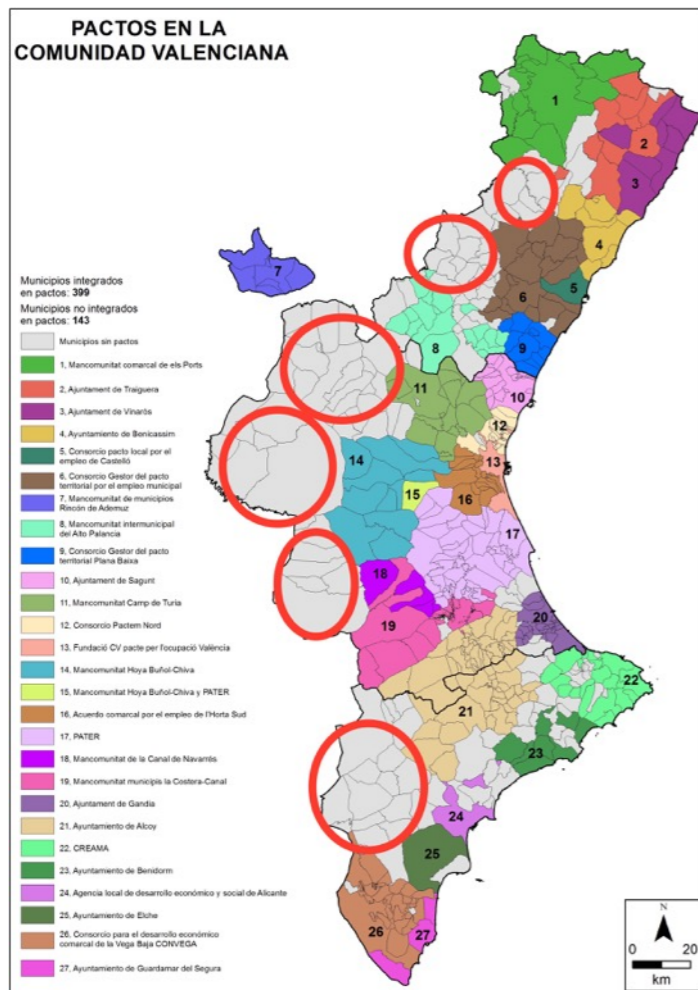 PACTOS EN LA
COMUNIDAD VALENCIANA
Municipios integrados
en pactos: 399
Municipios no integrados
en pactos: 143
Municipios sin pactos
1, Mancomunitat comarcal de els Ports
2, Ajuntament de Traiguera
3, Ajuntament de Vinaròs
4, Ayuntamiento de Benicassim
5, Consorcio pacto local por el
empleo de Castelló
6, Consorcio Gestor del pacto
territorial por el empleo municipal
7, Mancomunitat de municipios
Rincón de Ademuz
8, Mancomunitat intermunicipal
del Alto Palancia
9, Consorcio Gestor del pacto
territorial Plana Baixa
10, Ajuntament de Sagunt
11, Mancomunitat Camp de Turia
12, Consorcio Pactem Nord
13, Fundació CV pacte per l'ocupació València
14, Mancomunitat Hoya Buñol-Chiva
15, Mancomunitat Hoya Buñol-Chiva y PATER
16, Acuerdo comarcal por el empleo de l'Horta Sud
17, PATER
18, Mancomunitat de la Canal de Navarrés
19, Mancomunitat municipis la Costera-Canal
20, Ajuntament de Gandia
21, Ayuntamiento de Alcoy
22, CREAMA
23, Ayuntamiento de Benidorm
24, Agencia local de desarrollo económico y social de Alicante
25, Ayuntamiento de Elche
26, Consorcio para el desarrollo económico
comarcal de la Vega Baja CONVEGA
27, Ayuntamiento de Guardamar del Segura
1
2
3
4
7
5
6
9
8
11
10
12
14
13
15
16
17
18
19
20
22
21
23
24
25
26
27
N
0 20
km